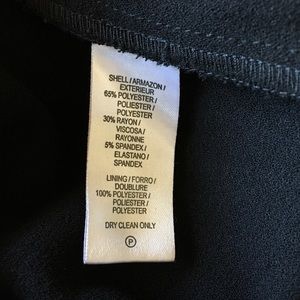 SHELL / ARMAZON /
EXTERIEUR
65% POLYESTER /
POLIESTER /
POLYESTER
30% RAYON /
VISCOSA /
RAYONNE
5% SPANDEX /
ELASTANO /
SPANDEX
LINING / FORRO /
DOUBLURE
100% POLYESTER /
POLIESTER /
POLYESTER
DRY CLEAN ONLY
P